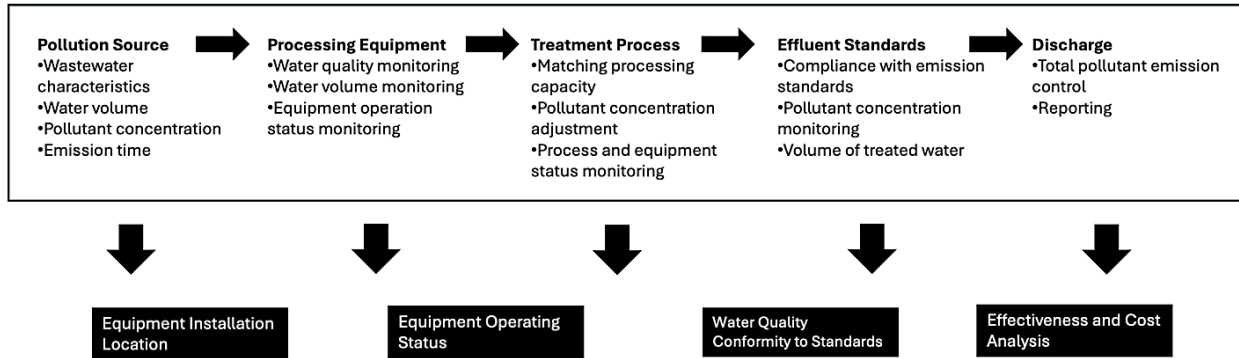 Pollution Source
•Wastewater
characteristics
•Water volume
•Pollutant concentration
•Emission time
Processing Equipment
•Water quality monitoring
•Water volume monitoring
•Equipment operation
status monitoring
Treatment Process
•Matching processing
capacity
•Pollutant concentration
adjustment
•Process and equipment
status monitoring
Effluent Standards
•Compliance with emission
standards
•Pollutant concentration
monitoring
•Volume of treated water
Discharge
•Total pollutant emission
control
•Reporting
Equipment Installation
Location
Equipment Operating
Status
Water Quality
Conformity to Standards
Effectiveness and Cost
Analysis